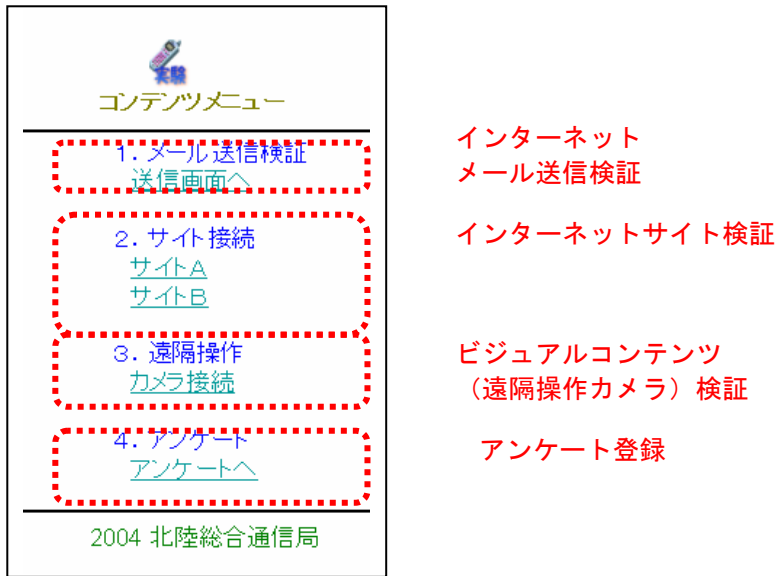 実験
コンテンツメニュー
1. メール送信検証
送信画面へ
インターネット
メール送信検証
2. サイト接続
サイトA
サイトB
インターネットサイト検証
3. 遠隔操作
カメラ接続
ビジュアルコンテンツ
（遠隔操作カメラ）検証
4. アンケート
アンケートへ
アンケート登録
2004 北陸総合通信局